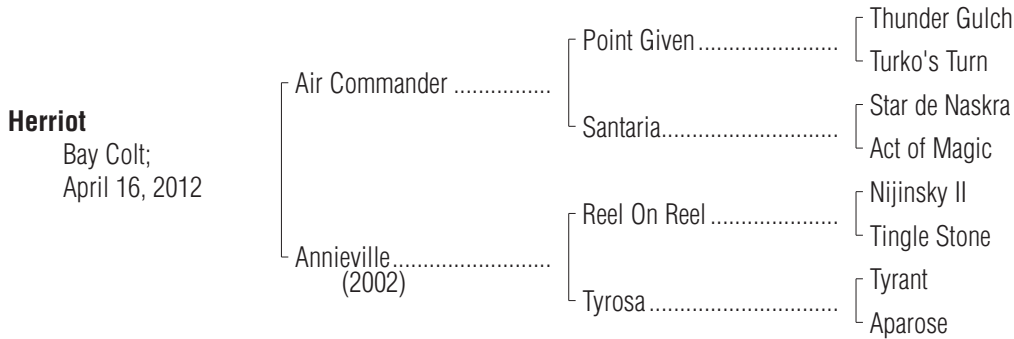 Thunder Gulch
Point Given
Turko's Turn
Air Commander
Star de Naskra
Santaria
Act of Magic
Herriot
Bay Colt;
April 16, 2012
Nijinsky II
Reel On Reel
Tingle Stone
Annieville
(2002)
Tyrant
Tyrosa
Aparose